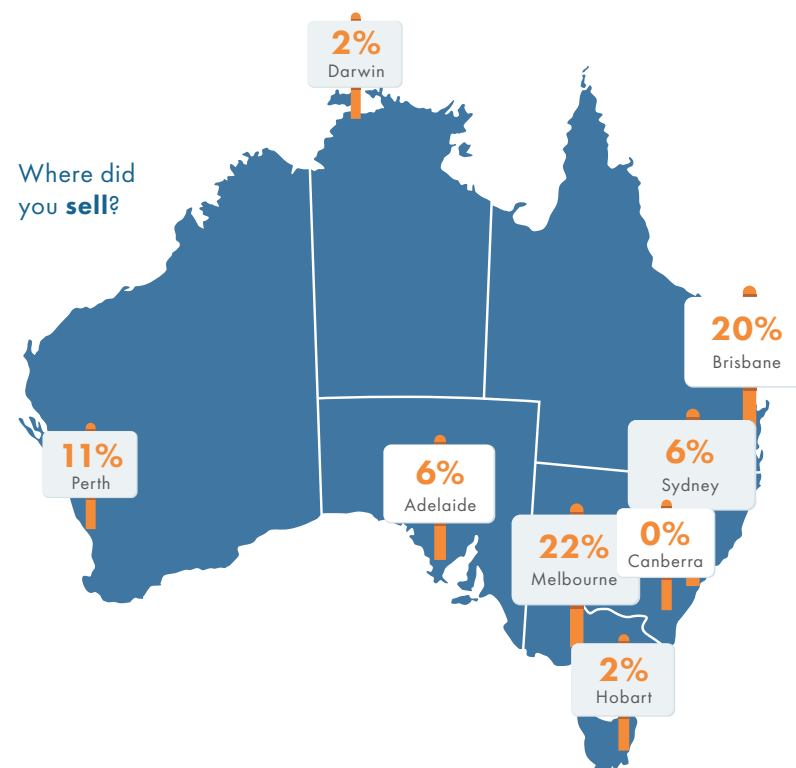 2%
Darwin
Where did
you sell?
20%
Brisbane
6%
Sydney
11%
Perth
6%
Adelaide
22%
Melbourne
0%
Canberra
2%
Hobart